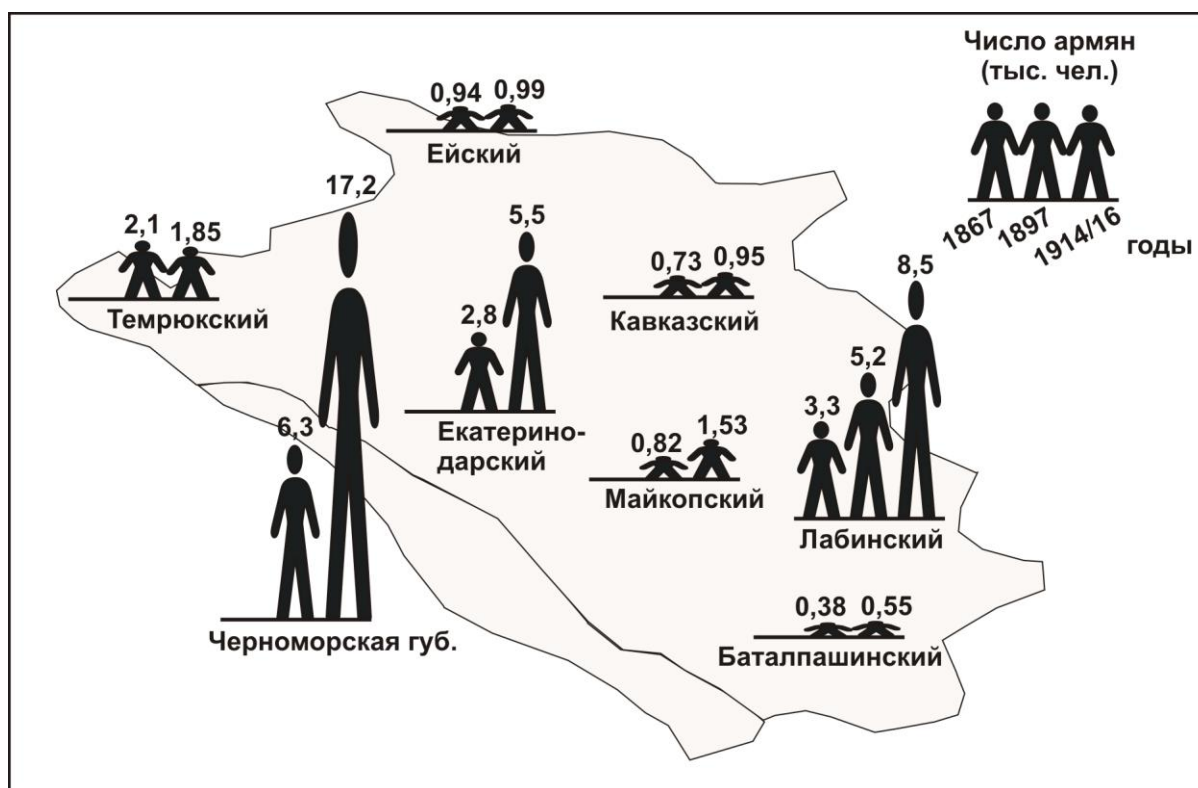 Число армян
(тыс. чел.)
1867 1897 1914/16 годы
0,94 0,99
Ейский
17,2
6,3
Черноморская губ.
2,1 1,85
Темрюкский
2,8 5,5
Екатерино-
дарский
0,73 0,95
Кавказский
0,82 1,53
Майкопский
3,3 5,2 8,5
Лабинский
0,38 0,55
Баталпашинский